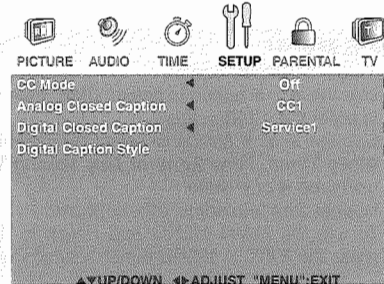 PICTURE AUDIO TIME SETUP PARENTAL TV
CC Mode ◀ Off
Analog Closed Caption ◀ CC1
Digital Closed Caption ◀ Service1
Digital Caption Style
▲▼UP/DOWN ◀▶ADJUST "MENU":EXIT